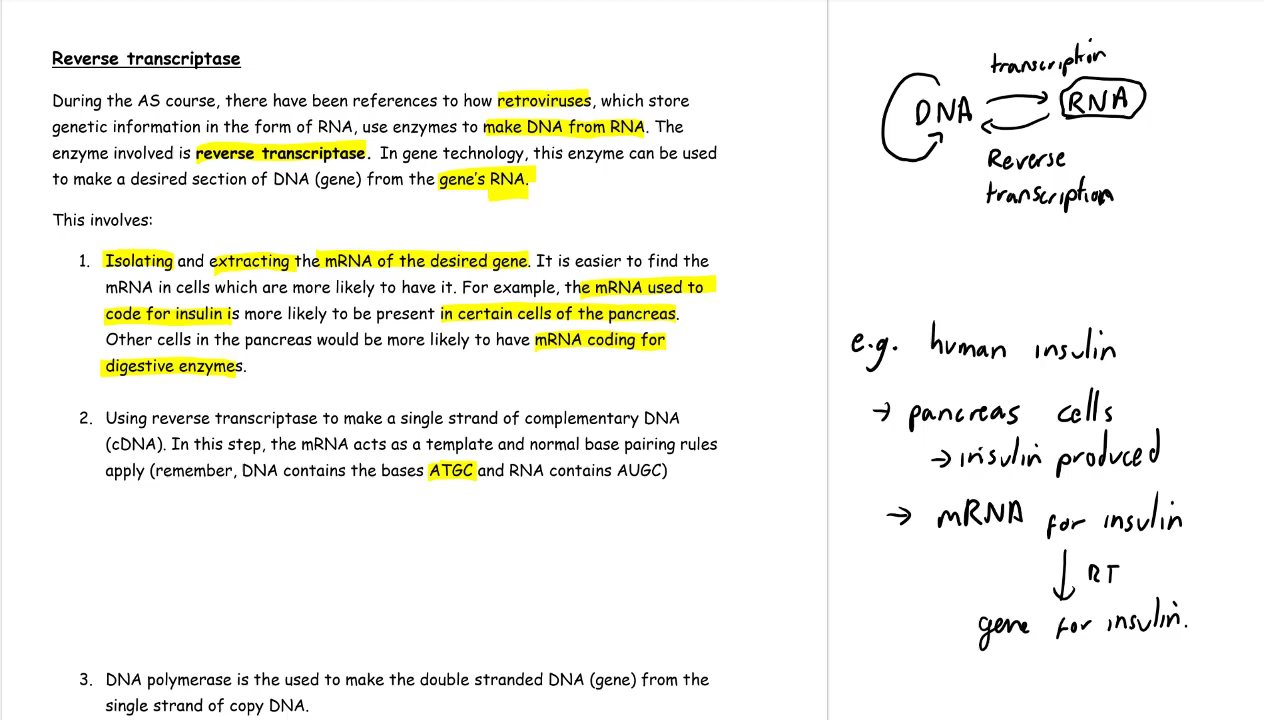 Reverse transcriptase
During the AS course, there have been references to how retroviruses, which store
genetic information in the form of RNA, use enzymes to make DNA from RNA. The
enzyme involved is reverse transcriptase. In gene technology, this enzyme can be used
to make a desired section of DNA (gene) from the gene's RNA.
This involves:
1. Isolating and extracting the mRNA of the desired gene. It is easier to find the
mRNA in cells which are more likely to have it. For example, the mRNA used to
code for insulin is more likely to be present in certain cells of the pancreas.
Other cells in the pancreas would be more likely to have mRNA coding for
digestive enzymes.
2. Using reverse transcriptase to make a single strand of complementary DNA
(cDNA). In this step, the mRNA acts as a template and normal base pairing rules
apply (remember, DNA contains the bases ATGC and RNA contains AUGC)
3. DNA polymerase is the used to make the double stranded DNA (gene) from the
single strand of copy DNA.
transcription
DNA RNA
Reverse
transcription
e.g. human insulin
→ pancreas cells
→ insulin produced
→ mRNA for insulin
↓ RT
gene for insulin.